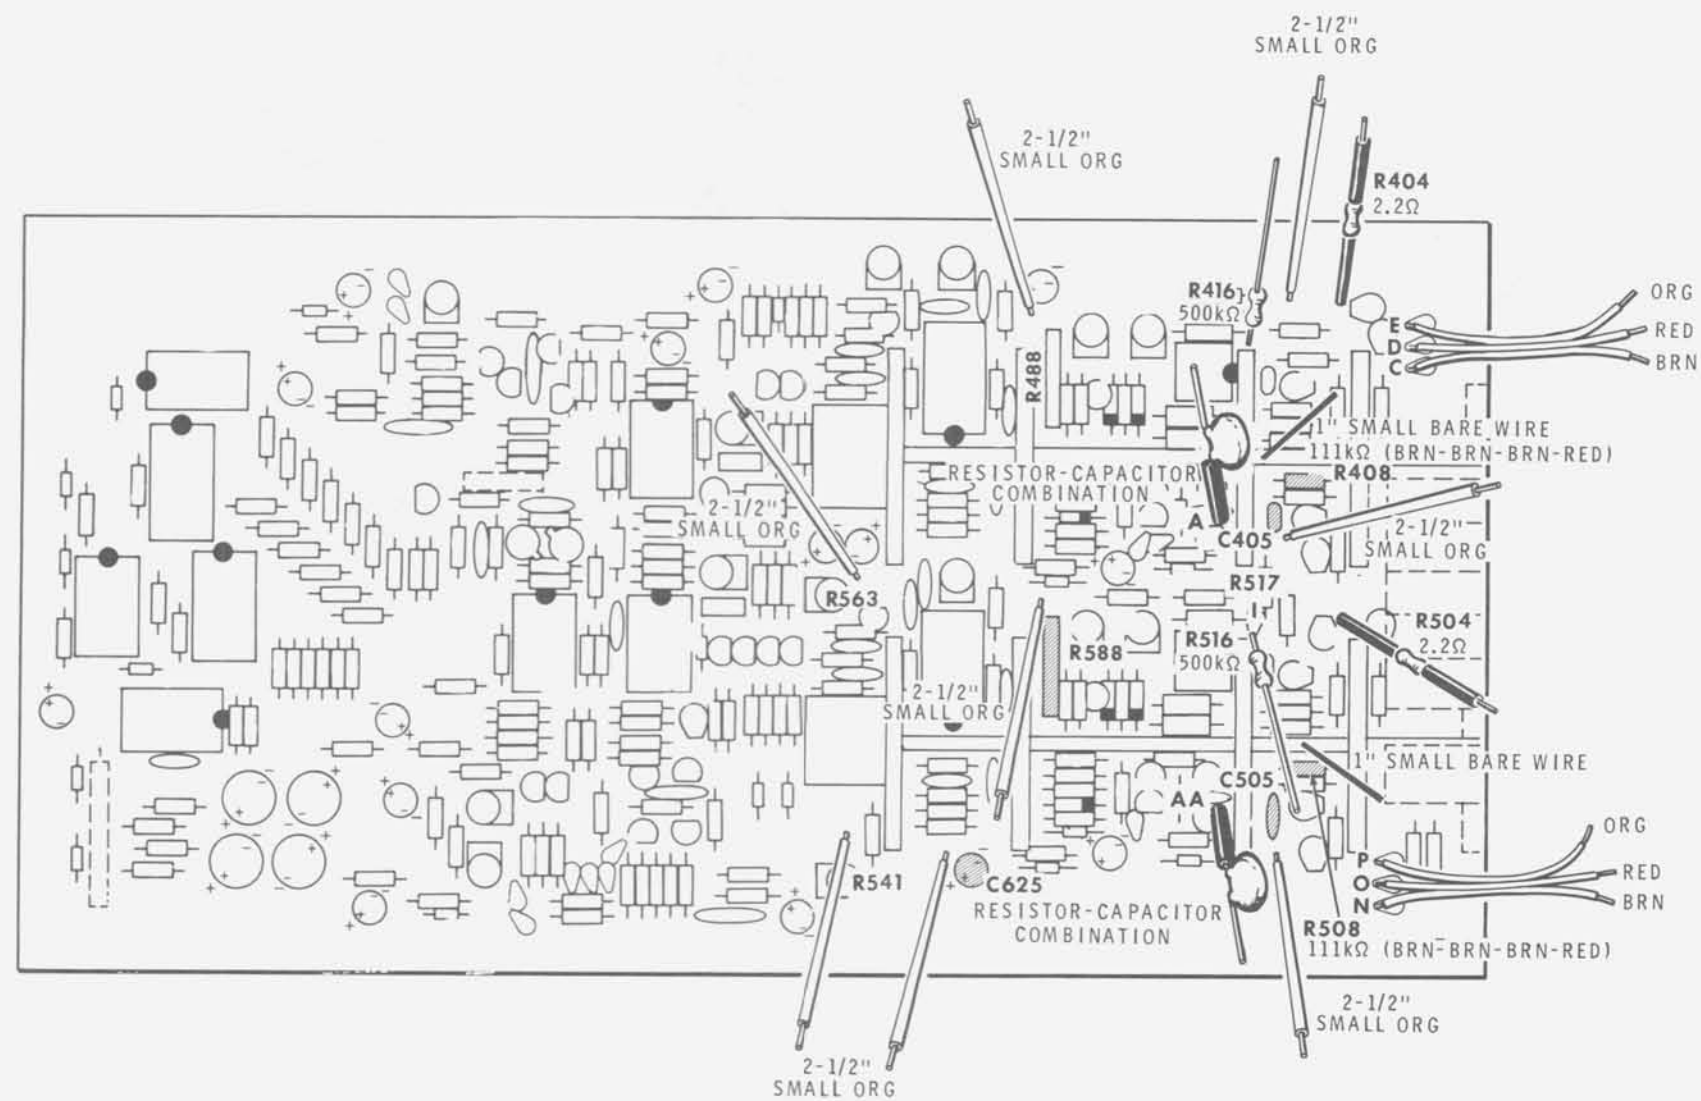 2-1/2"
SMALL ORG
2-1/2"
SMALL ORG
R404
2.2Ω
R416
500kΩ
ORG
E
RED
D
BRN
C
R488
1" SMALL BARE WIRE
111kΩ (BRN-BRN-BRN-RED)
R408
RESISTOR-CAPACITOR
COMBINATION
A
C405
2-1/2"
SMALL ORG
2-1/2"
SMALL ORG
R517
R563
R504
2.2Ω
R516
500kΩ
R588
2-1/2"
SMALL ORG
1" SMALL BARE WIRE
C505
AA
ORG
P
RED
O
BRN
N
R541
C625
RESISTOR-CAPACITOR
COMBINATION
R508
111kΩ (BRN-BRN-BRN-RED)
2-1/2"
SMALL ORG
2-1/2"
SMALL ORG